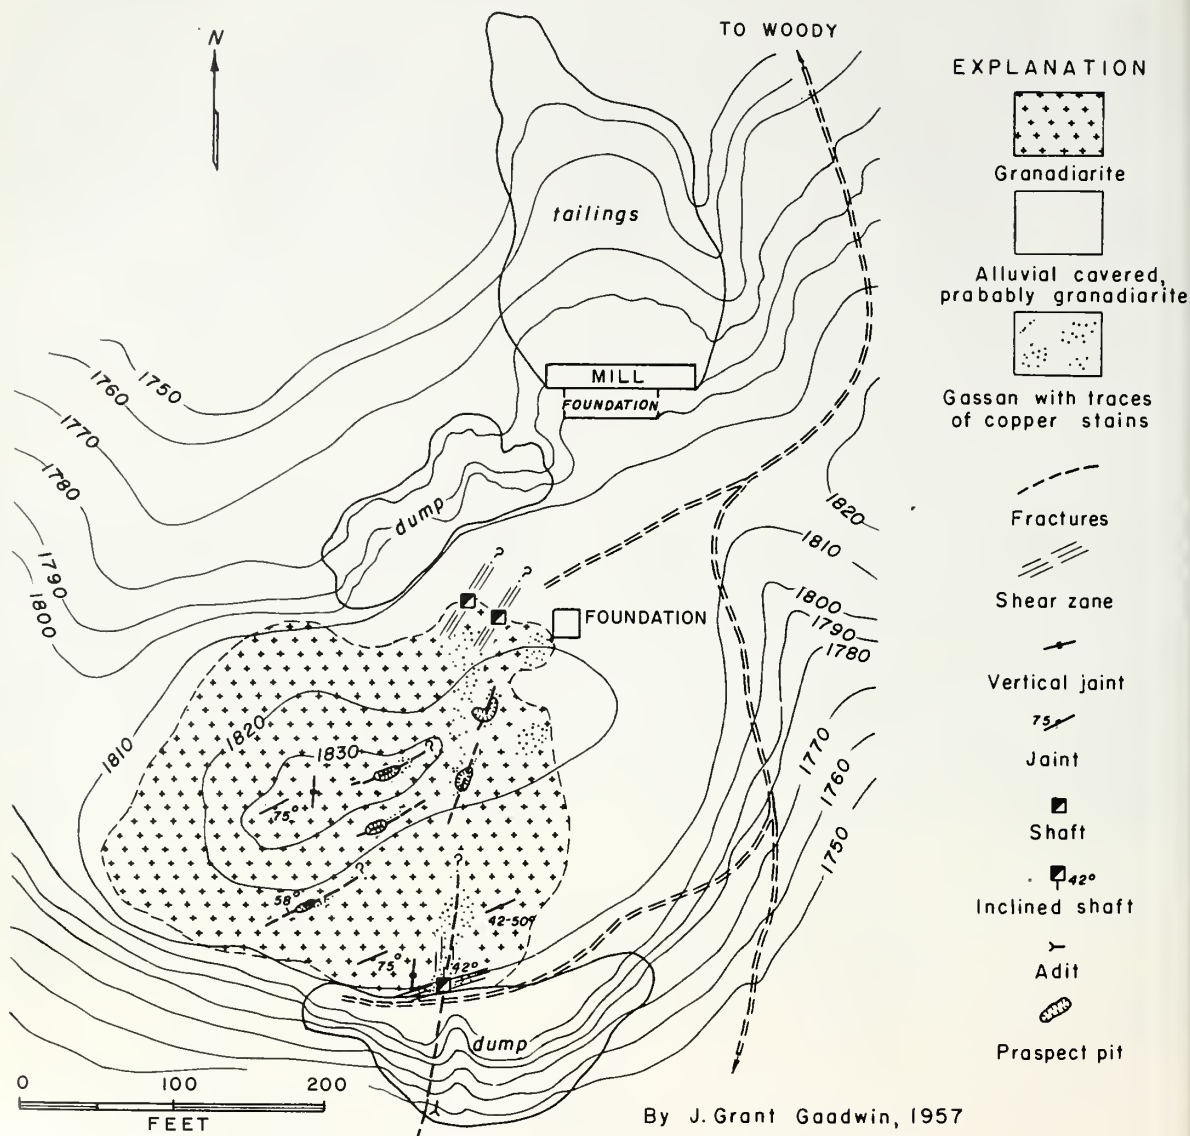 N
TO WOODY
tailings
MILL
FOUNDATION
1750
1760
1770
1780
1790
1800
dump
?
?
FOUNDATION
1820
1810
1800
1790
1780
1770
1760
1750
1810
1820
1830
?
75°
?
58°
?
42-50°
75°
42°
dump
0 100 200
FEET
By J. Grant Gaadwin, 1957
EXPLANATION
Granadiarite
Alluvial cavered,
prabably granadiarite
Gassan with traces
of copper stains
Fractures
Shear zane
Vertical jaint
75°
Jaint
Shaft
42°
Inclined shaft
Adit
Praspect pit